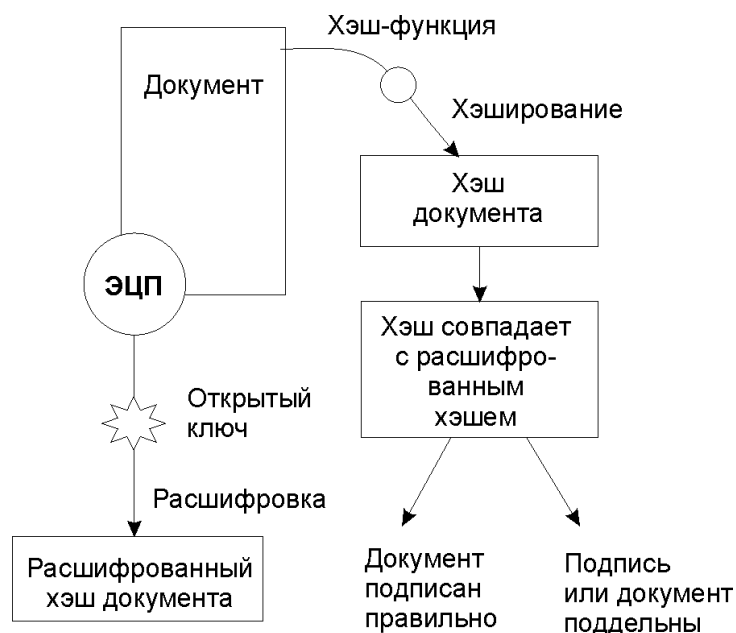 Хэш-функция
Документ
Хэширование
Хэш
документа
ЭЦП
Хэш совпадает
с расшифро-
ванным
хэшем
Открытый
ключ
Расшифровка
Расшифрованный
хэш документа
Документ
подписан
правильно
Подпись
или документ
поддельны